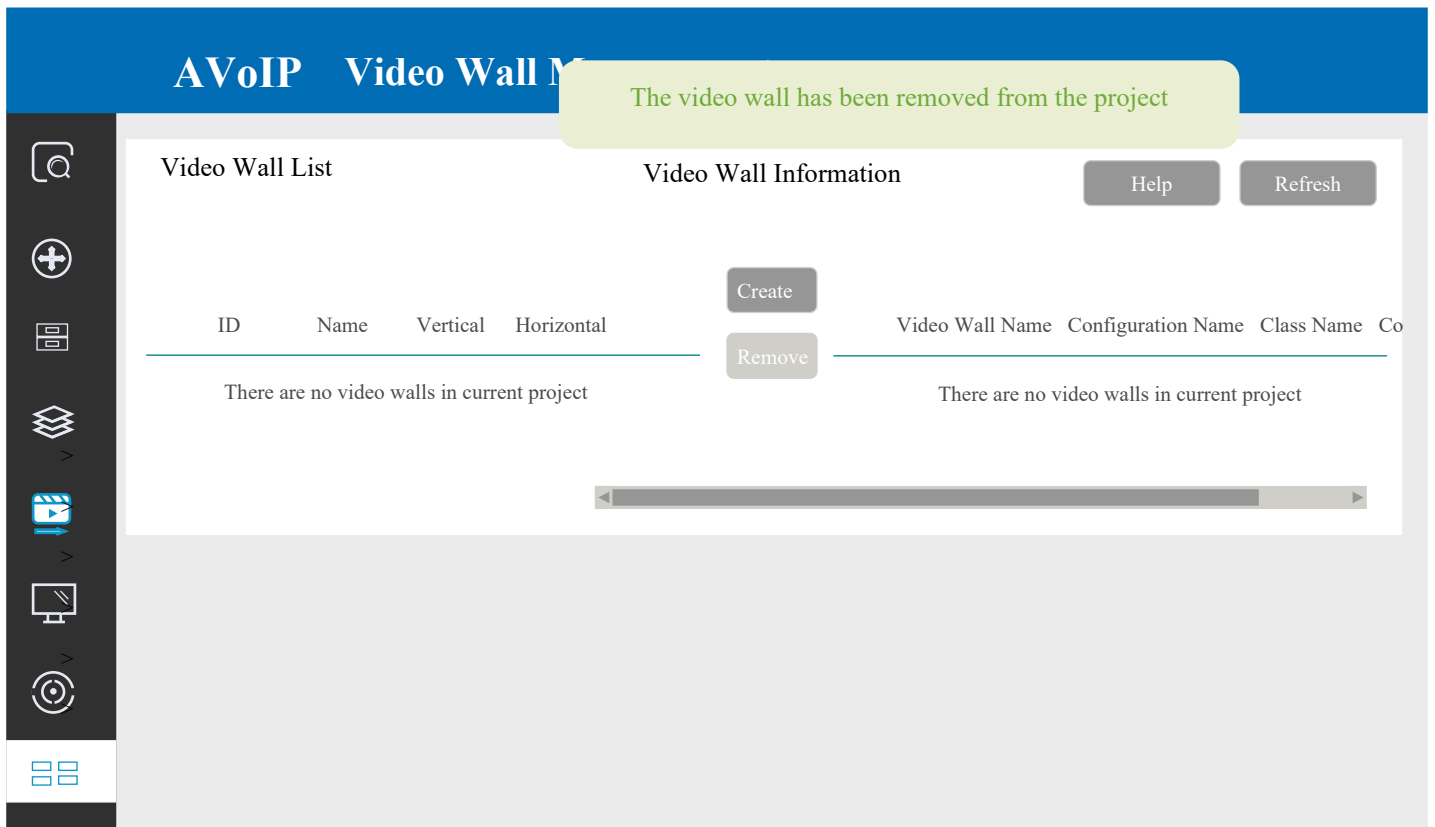 AVoIP Video Wall
The video wall has been removed from the project
Video Wall List
Video Wall Information
Help
Refresh
Create
Remove
ID Name Vertical Horizontal
There are no video walls in current project
Video Wall Name Configuration Name Class Name Co
There are no video walls in current project
>
>
>
>
>
>